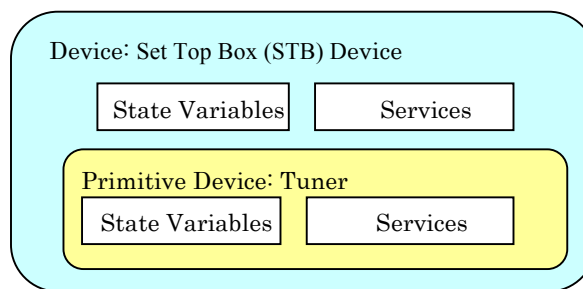 Device: Set Top Box (STB) Device
State Variables Services
Primitive Device: Tuner
State Variables Services